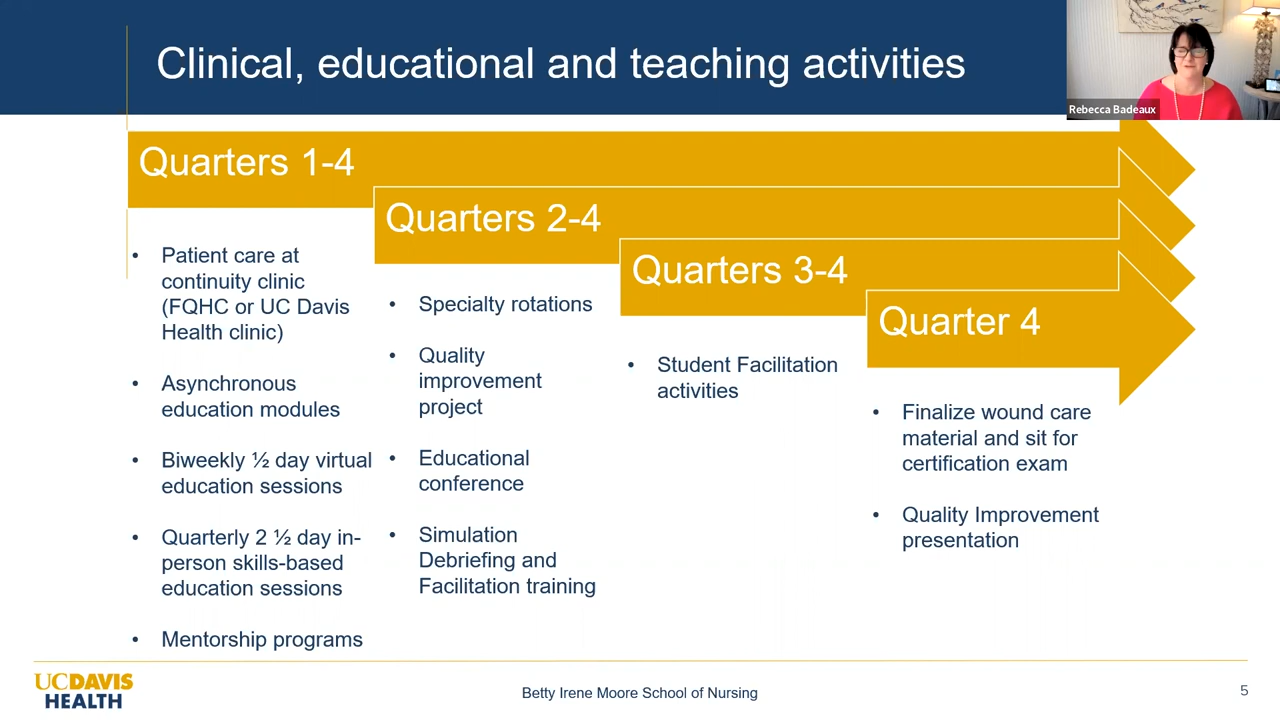 Clinical, educational and teaching activities
Rebecca Badeaux
Quarters 1-4
• Patient care at
continuity clinic
(FQHC or UC Davis
Health clinic)
• Asynchronous
education modules
• Biweekly ½ day virtual
education sessions
• Quarterly 2 ½ day in-
person skills-based
education sessions
• Mentorship programs
Quarters 2-4
• Specialty rotations
• Quality
improvement
project
• Educational
conference
• Simulation
Debriefing and
Facilitation training
Quarters 3-4
• Student Facilitation
activities
Quarter 4
• Finalize wound care
material and sit for
certification exam
• Quality Improvement
presentation
UCDAVIS
HEALTH
Betty Irene Moore School of Nursing
5